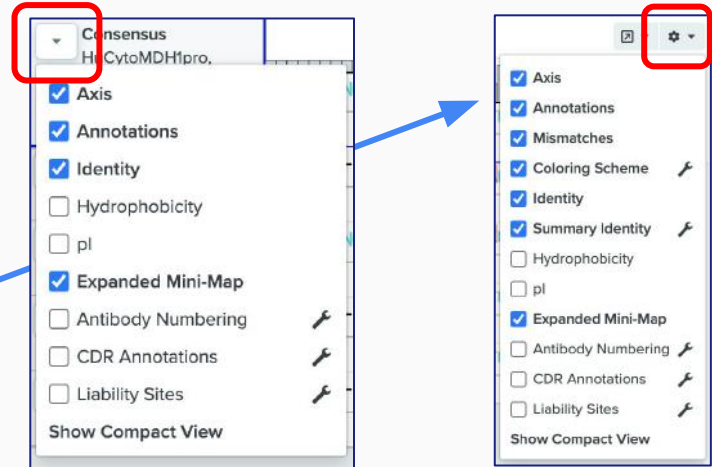 Consensus
HuCytoMDH1pro,
Axis
Annotations
Identity
Hydrophobicity
pI
Expanded Mini-Map
Antibody Numbering
CDR Annotations
Liability Sites
Show Compact View
Axis
Annotations
Mismatches
Coloring Scheme
Identity
Summary Identity
Hydrophobicity
pI
Expanded Mini-Map
Antibody Numbering
CDR Annotations
Liability Sites
Show Compact View